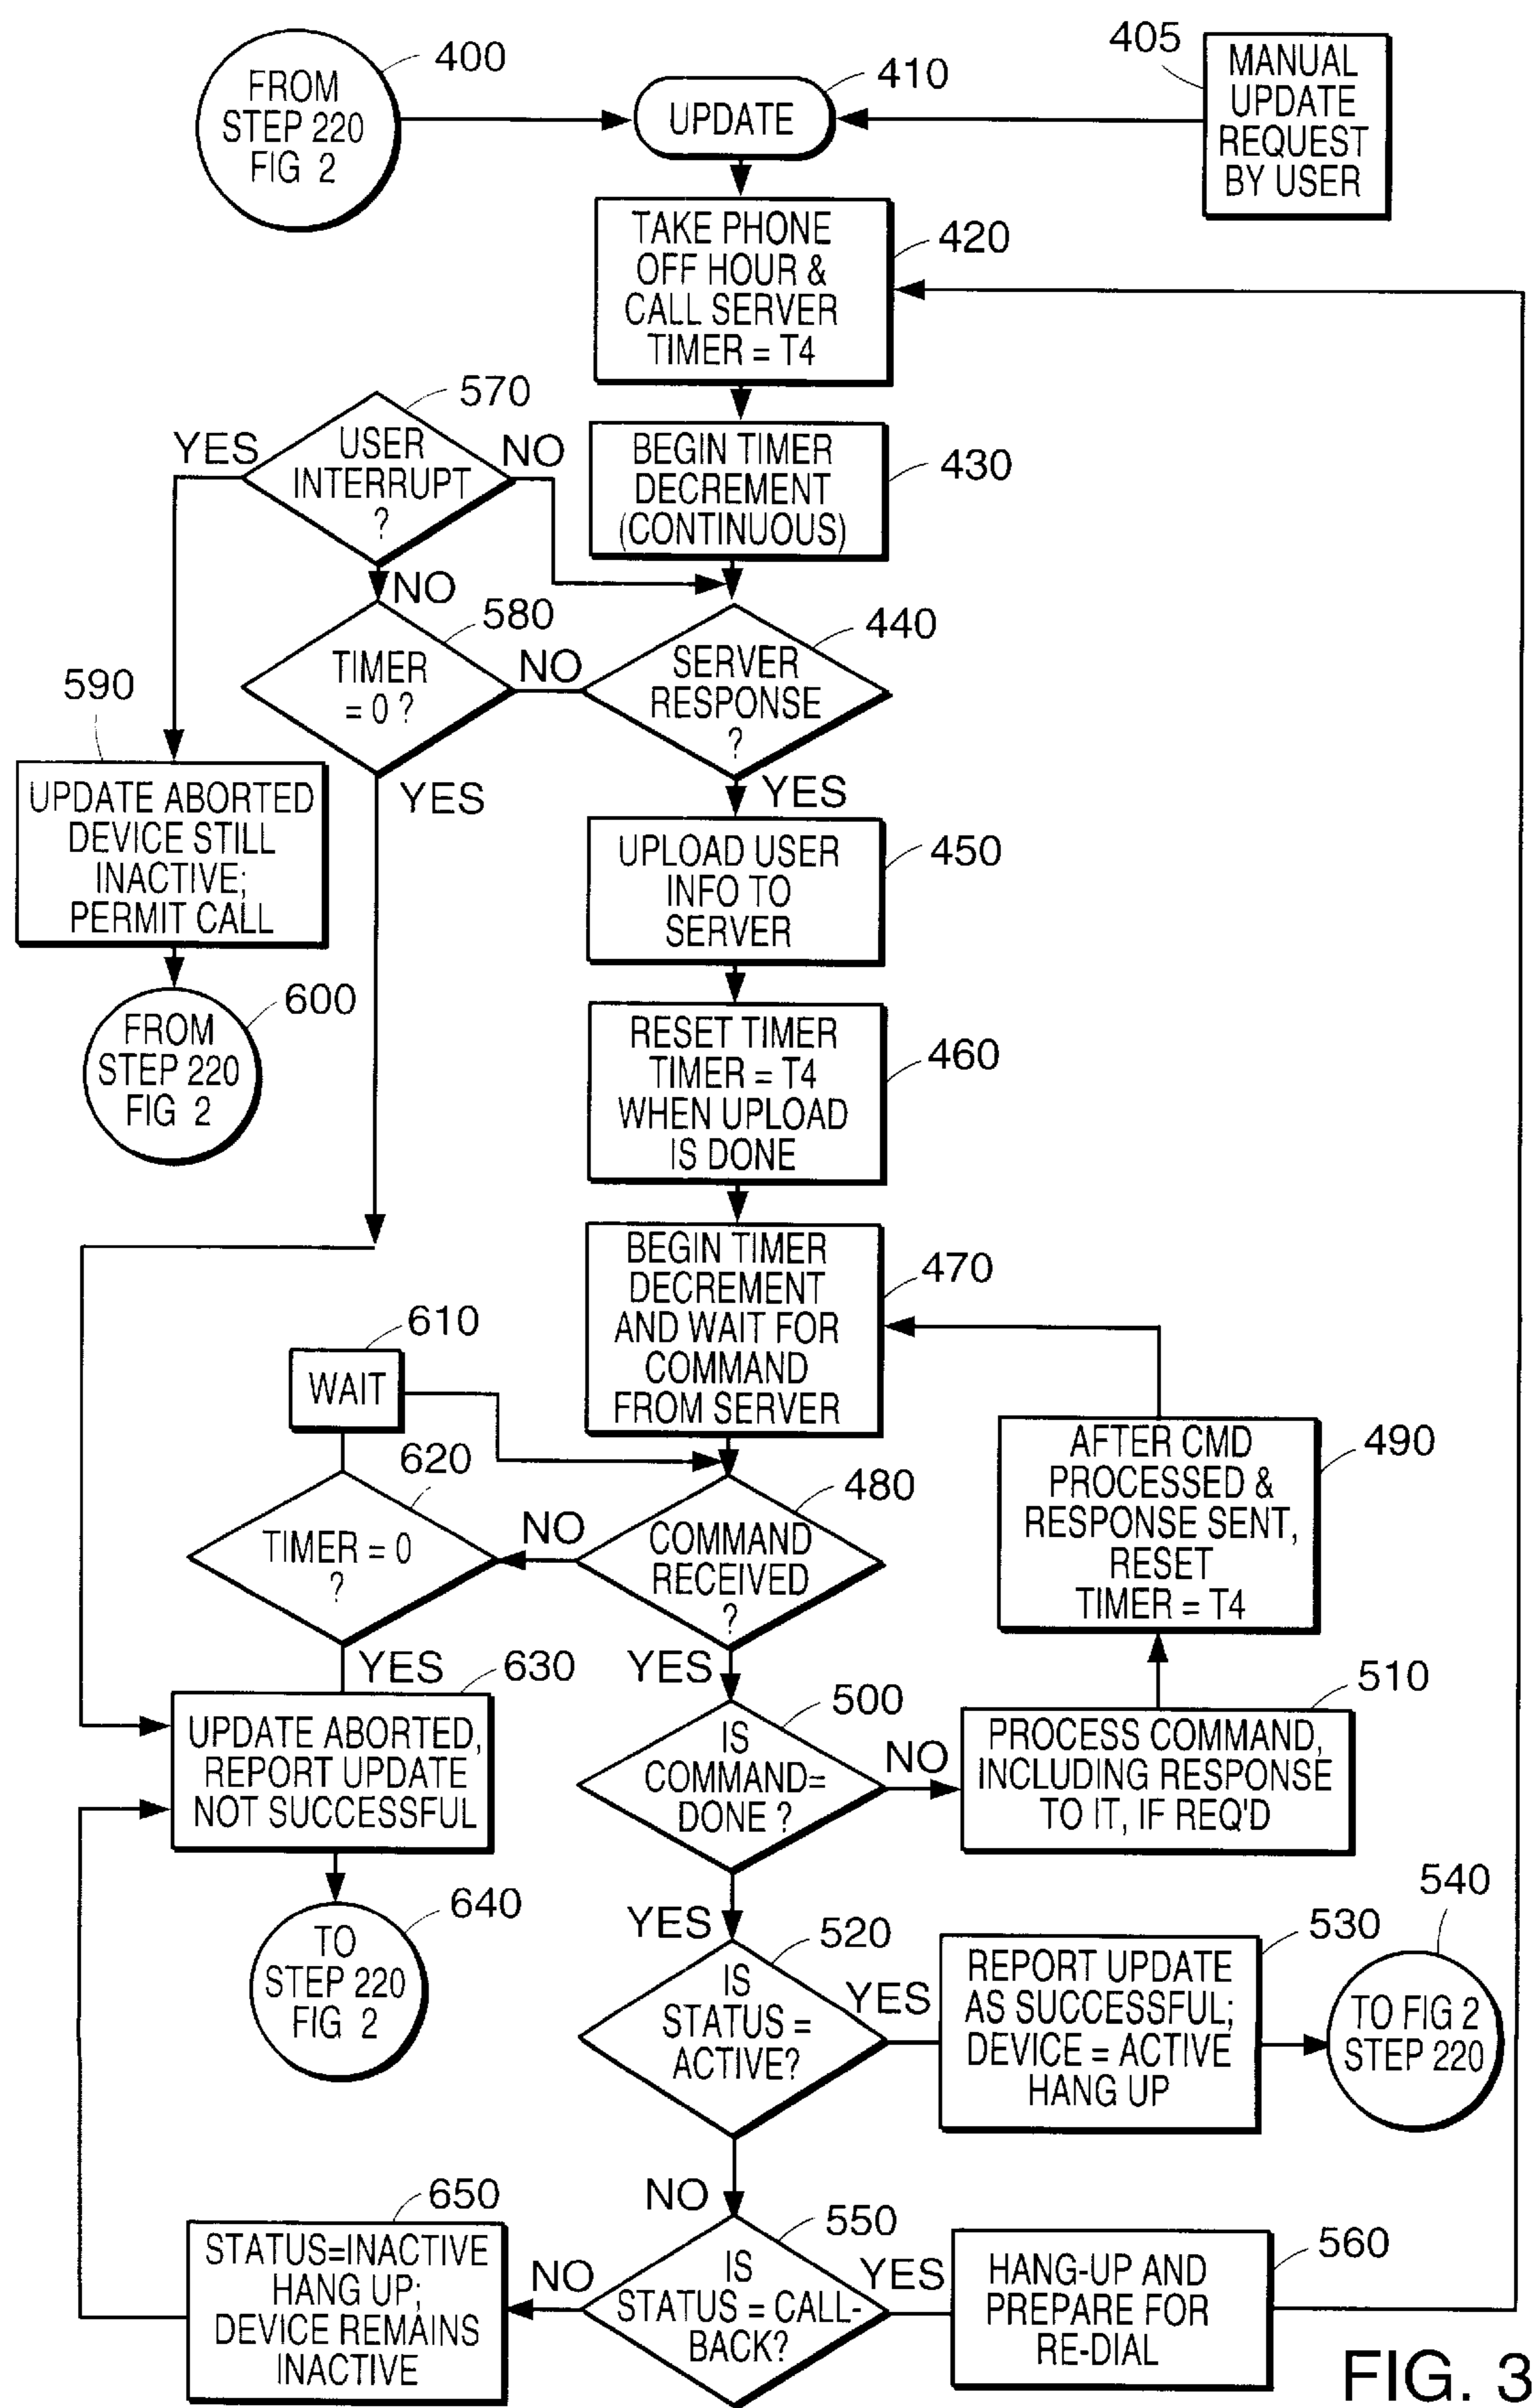 400
FROM
STEP 220
FIG 2
410
UPDATE
405
MANUAL
UPDATE
REQUEST
BY USER
TAKE PHONE
OFF HOUR &
CALL SERVER
TIMER = T4
420
570
YES
USER
INTERRUPT
?
NO
BEGIN TIMER
DECREMENT
(CONTINUOUS)
430
NO
580
TIMER
= 0 ?
NO
YES
440
SERVER
RESPONSE
?
YES
590
UPDATE ABORTED
DEVICE STILL
INACTIVE;
PERMIT CALL
600
FROM
STEP 220
FIG 2
UPLOAD USER
INFO TO
SERVER
450
RESET TIMER
TIMER = T4
WHEN UPLOAD
IS DONE
460
BEGIN TIMER
DECREMENT
AND WAIT FOR
COMMAND
FROM SERVER
470
610
WAIT
620
TIMER = 0
?
NO
YES
480
COMMAND
RECEIVED
?
YES
AFTER CMD
PROCESSED &
RESPONSE SENT,
RESET
TIMER = T4
490
630
UPDATE ABORTED,
REPORT UPDATE
NOT SUCCESSFUL
640
TO
STEP 220
FIG 2
500
IS
COMMAND=
DONE ?
NO
YES
510
PROCESS COMMAND,
INCLUDING RESPONSE
TO IT, IF REQ'D
520
IS
STATUS =
ACTIVE?
YES
NO
530
REPORT UPDATE
AS SUCCESSFUL;
DEVICE = ACTIVE
HANG UP
540
TO FIG 2
STEP 220
650
STATUS=INACTIVE
HANG UP;
DEVICE REMAINS
INACTIVE
NO
550
IS
STATUS = CALL-
BACK?
YES
560
HANG-UP AND
PREPARE FOR
RE-DIAL
FIG. 3